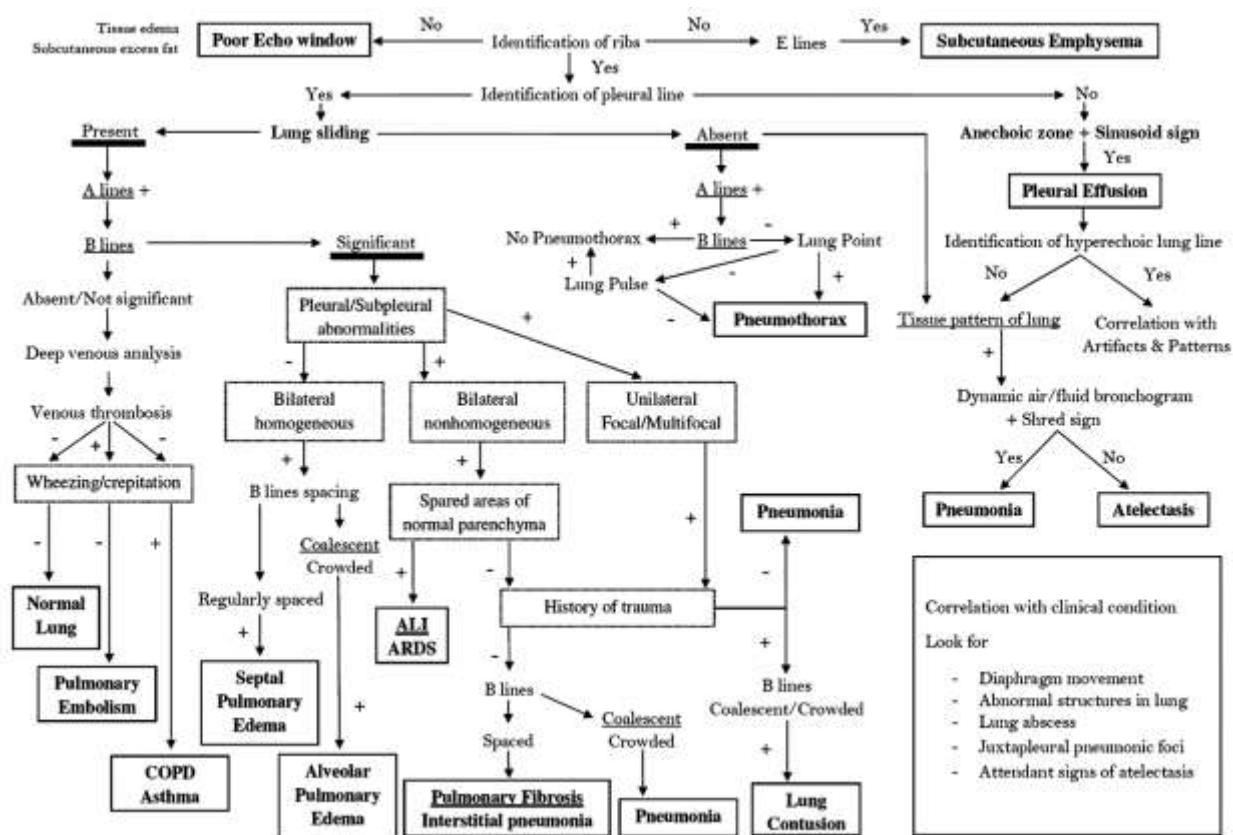 Tissue edema
Subcutaneous excess fat
Poor Echo window
No
Identification of ribs
No
E lines
Yes
Subcutaneous Emphysema
Yes
Yes
Identification of pleural line
No
Present
Lung sliding
Absent
Anechoic zone + Sinusoid sign
Yes
A lines +
A lines +
Pleural Effusion
B lines
Significant
No Pneumothorax
+
B lines
-
Lung Point
Identification of hyperechoic lung line
+
Lung Pulse
-
+
No
Yes
Absent/Not significant
Pleural/Subpleural
abnormalities
+
-
Pneumothorax
Tissue pattern of lung
Correlation with
Artifacts & Patterns
Deep venous analysis
-
+
+
Bilateral
homogeneous
Bilateral
nonhomogeneous
Unilateral
Focal/Multifocal
Dynamic air/fluid bronchogram
+ Shred sign
Venous thrombosis
-
+
-
Yes
No
Wheezing/crepitation
+
+
B lines spacing
Spared areas of
normal parenchyma
+
Pneumonia
Pneumonia
Atelectasis
-
-
+
Coalescent
Crowded
+
-
-
Normal
Lung
Regularly spaced
History of trauma
Correlation with clinical condition
+
ALI
ARDS
+
Look for
Pulmonary
Embolism
Septal
Pulmonary
Edema
-
+
B lines
B lines
Coalescent/Crowded
- Diaphragm movement
- Abnormal structures in lung
- Lung abscess
- Juxtapleural pneumonic foci
- Attendant signs of atelectasis
Spaced
Coalescent
Crowded
+
+
COPD
Asthma
Alveolar
Pulmonary
Edema
Pulmonary Fibrosis
Interstitial pneumonia
Pneumonia
Lung
Contusion